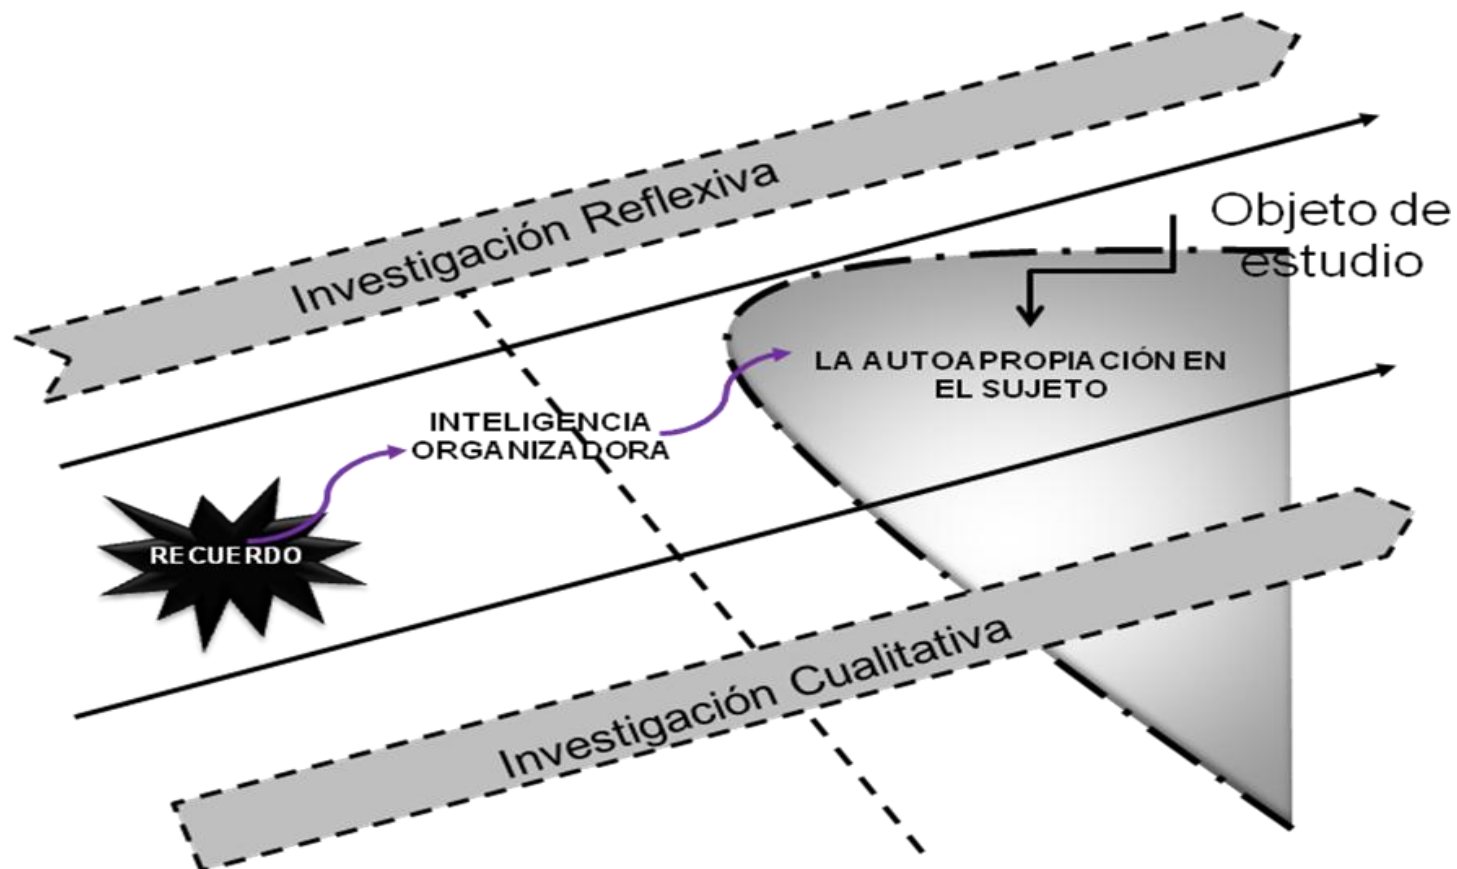 Investigación Reflexiva
Objeto de
estudio
LA AUTOAPROPIACIÓN EN
EL SUJETO
INTELIGENCIA
ORGANIZADORA
RECUERDO
Investigación Cualitativa